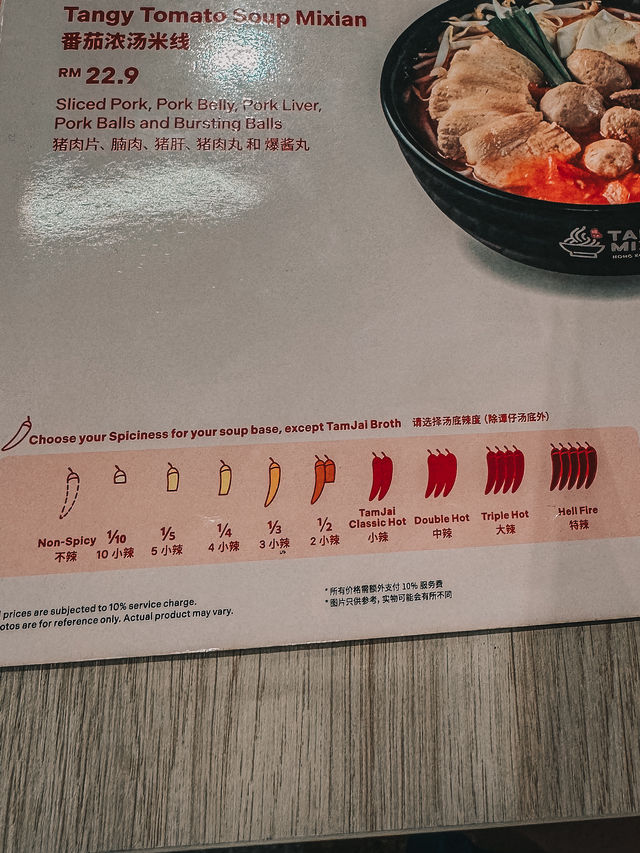 Tangy Tomato Soup Mixian
番茄浓汤米线
RM 22.9
Sliced Pork, Pork Belly, Pork Liver,
Pork Balls and Bursting Balls
猪肉片、腩肉、猪肝、猪肉丸 和 爆酱丸
TA
MI
HONG K
Choose your Spiciness for your soup base, except TamJai Broth 请选择汤底辣度 (除谭仔汤底外)
Non-Spicy
不辣
1/10
10 小辣
1/5
5 小辣
1/4
4 小辣
1/3
3 小辣
1/2
2 小辣
TamJai
Classic Hot
小辣
Double Hot
中辣
Triple Hot
大辣
Hell Fire
特辣
prices are subjected to 10% service charge.
otos are for reference only. Actual product may vary.
* 所有价格需额外支付 10% 服务费
* 图片只供参考, 实物可能会有所不同